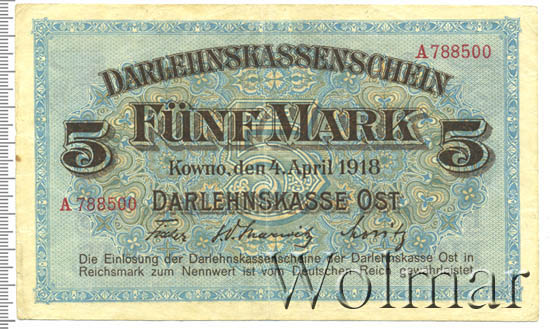 DARLEHNSKASSENSCHEIN
A 788500
5 FÜNF MARK 5
Kowno, den 4. April 1918
A 788500 DARLEHNSKASSE OST
Die Einlösung der Darlehnskassenscheine der Darlehnskasse Ost in
Reichsmark zum Nennwert ist vom Deutschen Reich gewährleistet
Wolmar